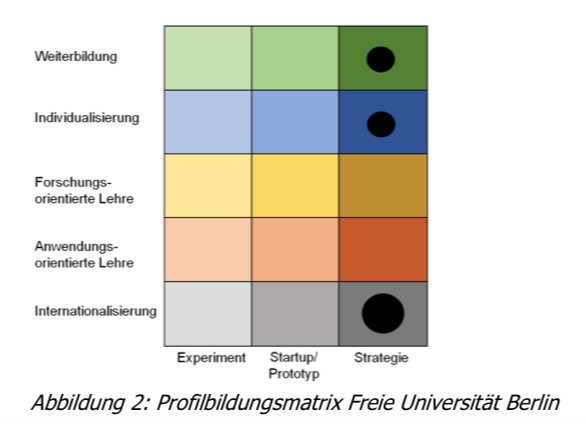 Weiterbildung
Individualisierung
Forschungs-
orientierte Lehre
Anwendungs-
orientierte Lehre
Internationalisierung
Experiment
Startup/
Prototyp
Strategie
Abbildung 2: Profilbildungsmatrix Freie Universität Berlin